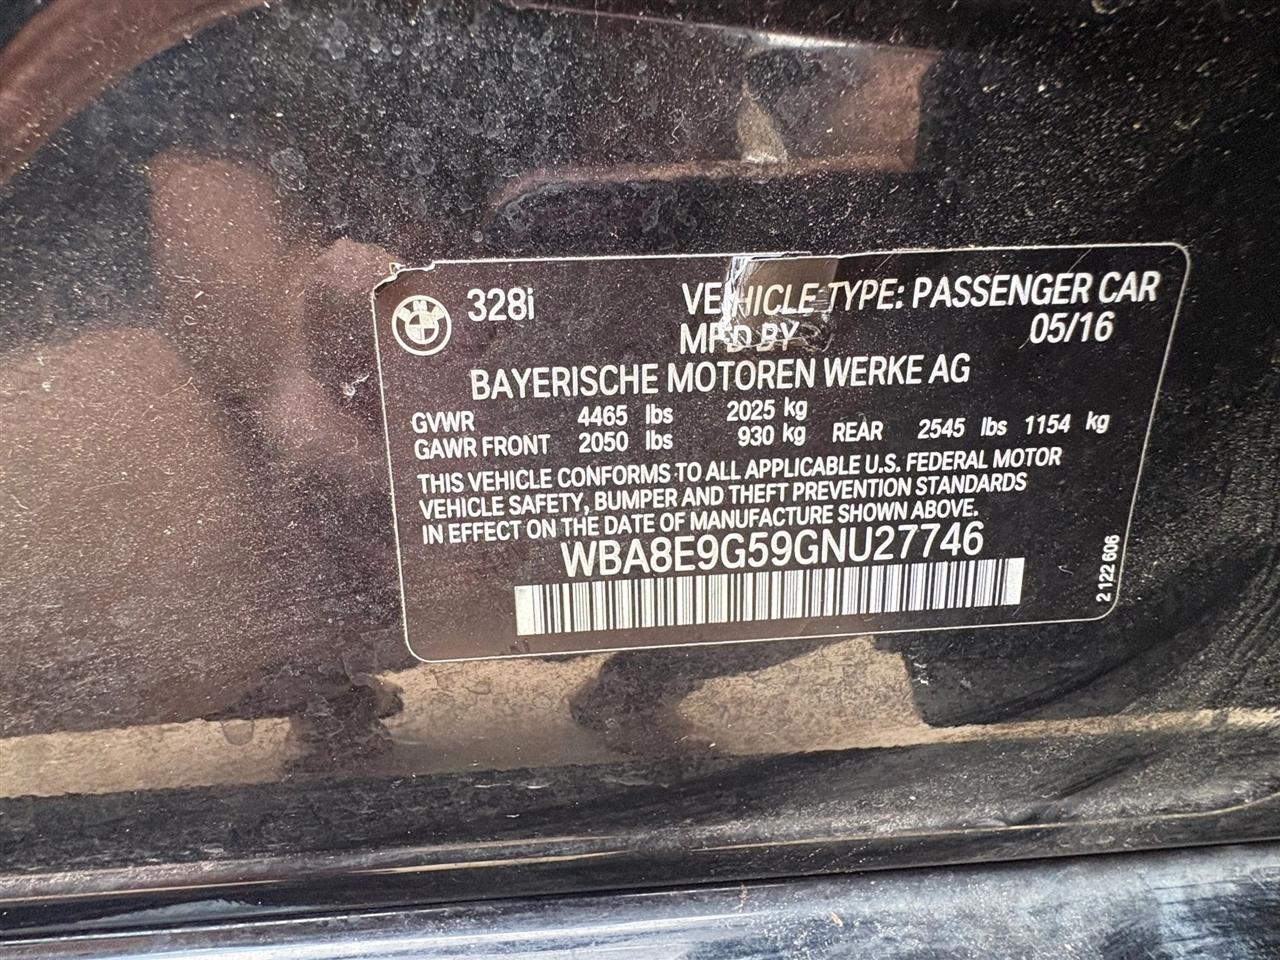 328i VEHICLE TYPE: PASSENGER CAR
MFD BY 05/16
BAYERISCHE MOTOREN WERKE AG
GVWR 4465 lbs 2025 kg
GAWR FRONT 2050 lbs 930 kg REAR 2545 lbs 1154 kg
THIS VEHICLE CONFORMS TO ALL APPLICABLE U.S. FEDERAL MOTOR
VEHICLE SAFETY, BUMPER AND THEFT PREVENTION STANDARDS
IN EFFECT ON THE DATE OF MANUFACTURE SHOWN ABOVE.
WBA8E9G59GNU27746
2 122 606